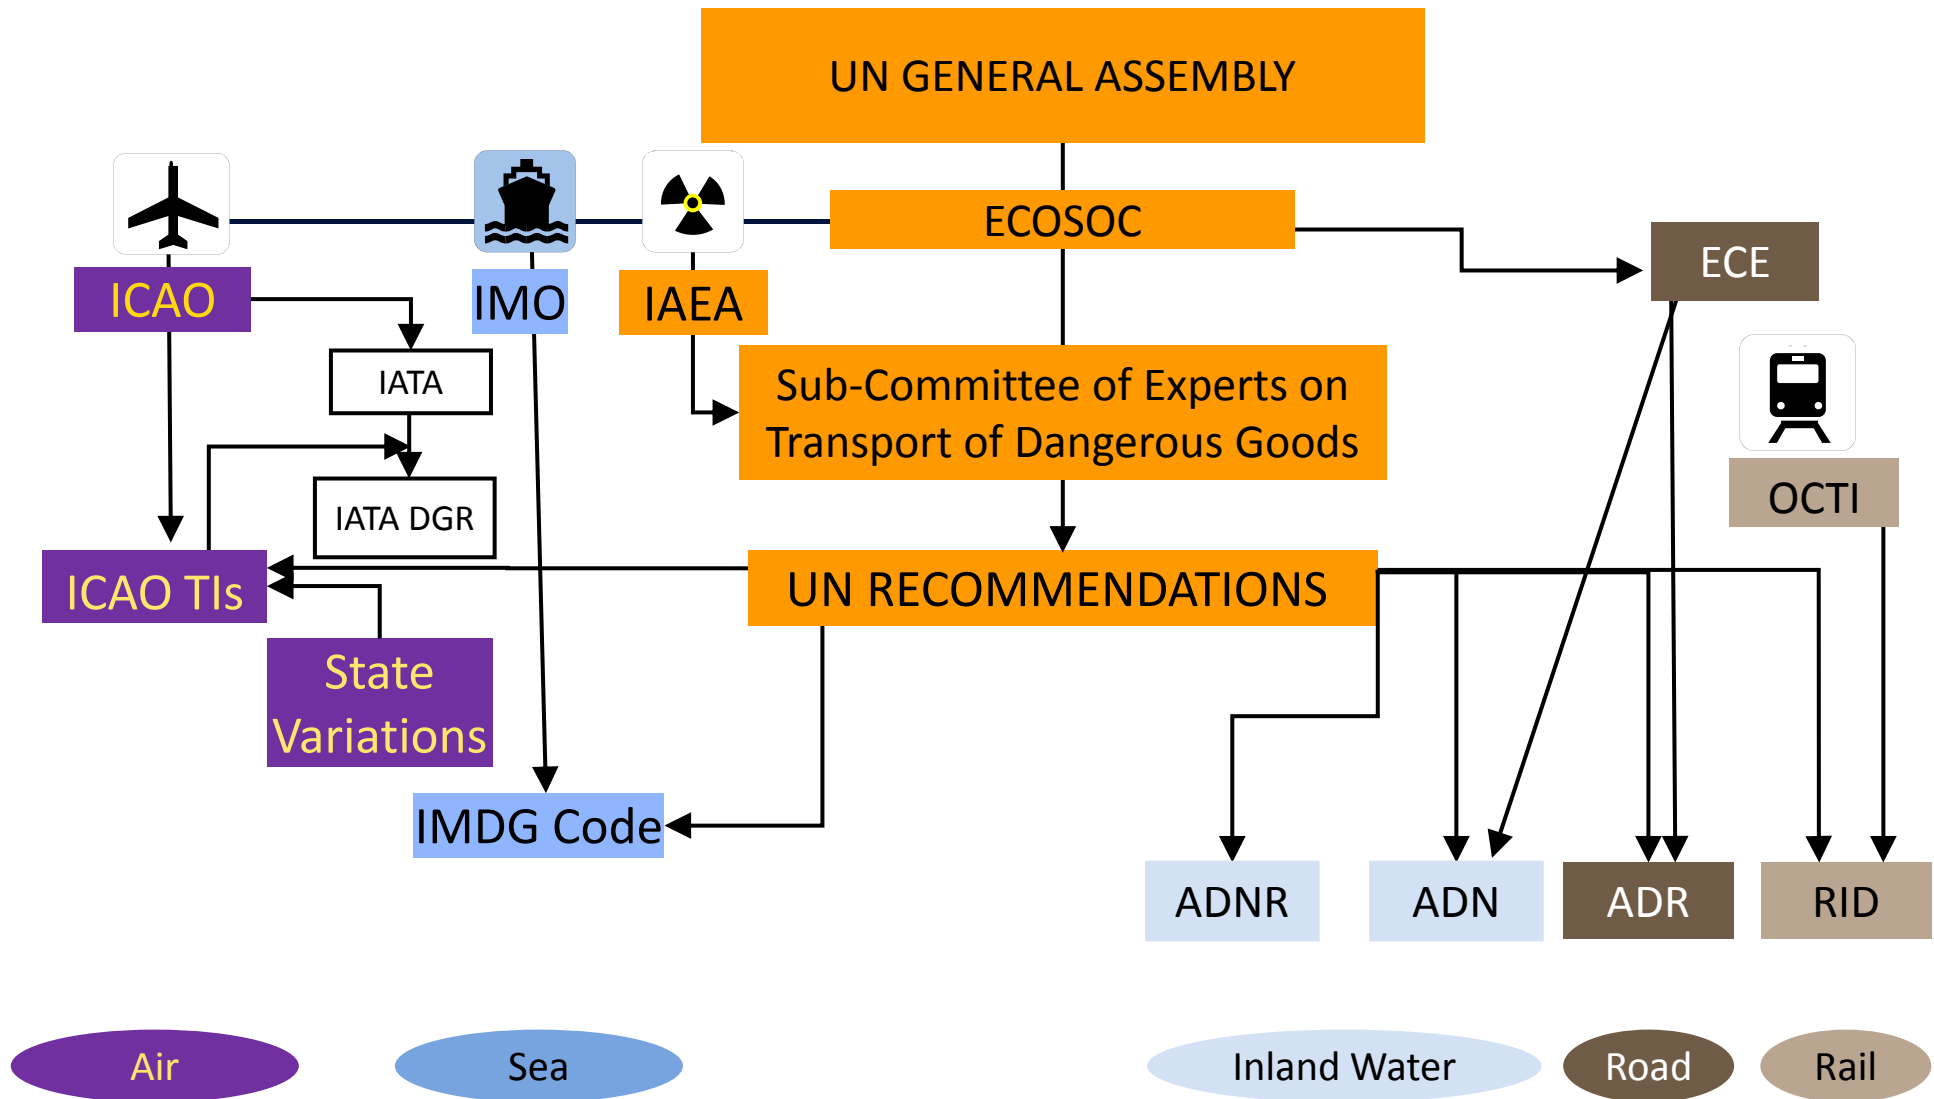 UN GENERAL ASSEMBLY
ECOSOC
ECE
ICAO
IMO
IAEA
IATA
Sub-Committee of Experts on
Transport of Dangerous Goods
OCTI
IATA DGR
ICAO TIs
UN RECOMMENDATIONS
State
Variations
IMDG Code
ADNR
ADN
ADR
RID
Air
Sea
Inland Water
Road
Rail